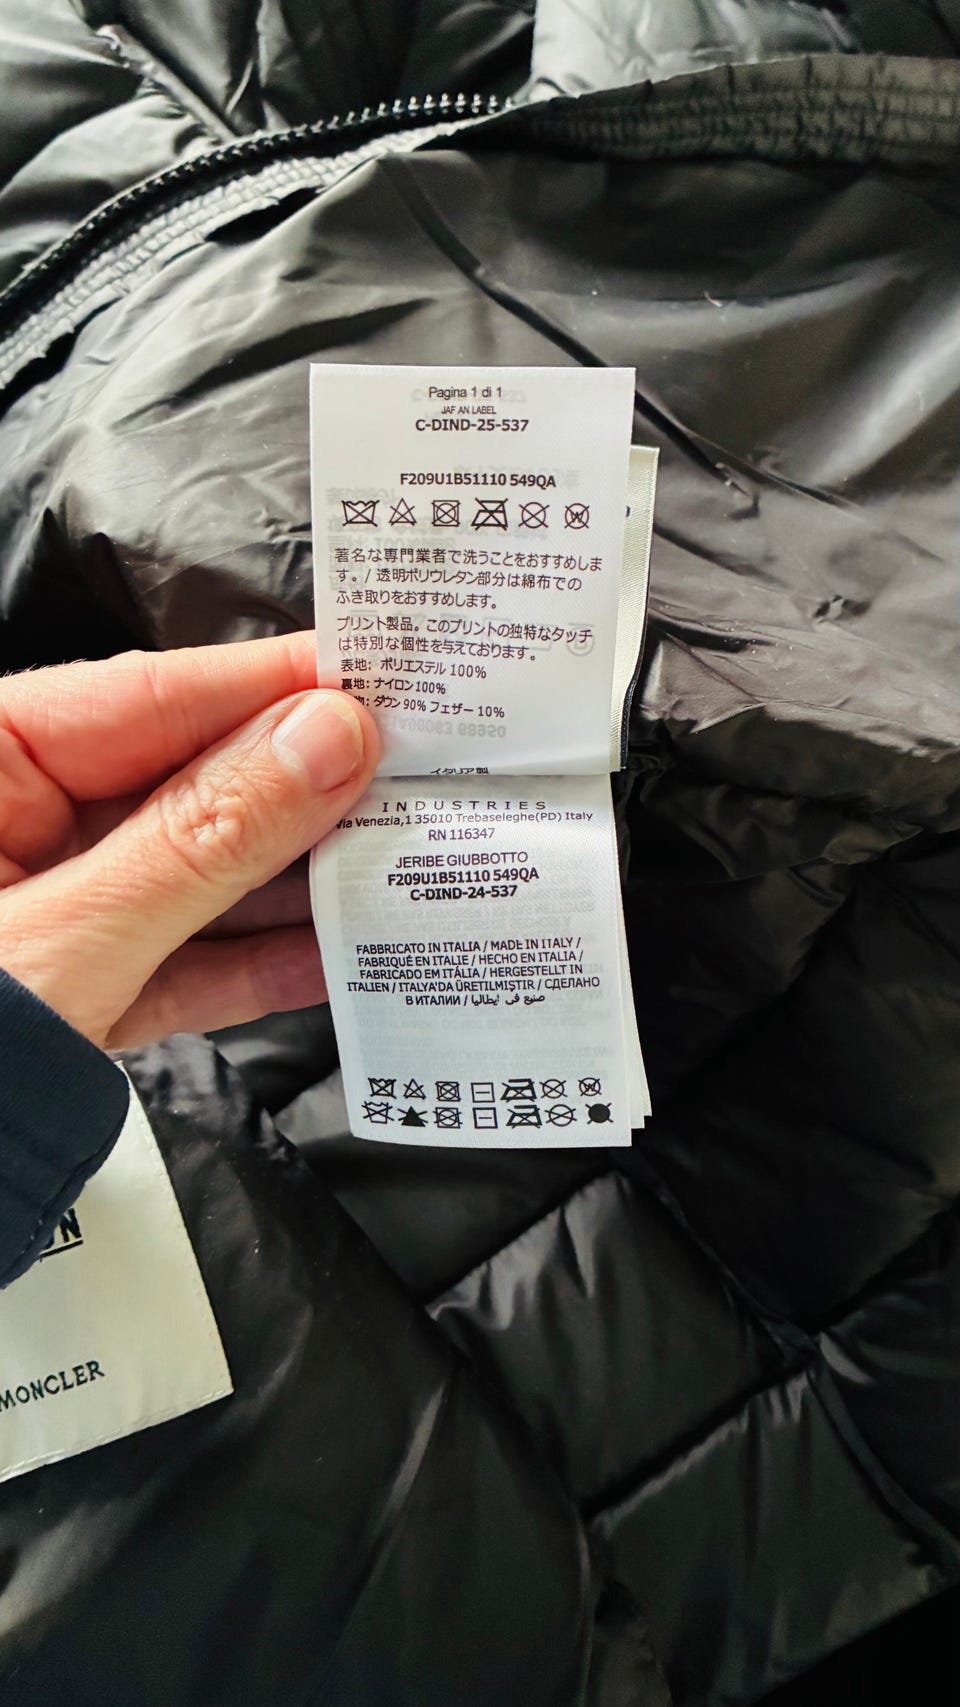 Pagina 1 di 1
JAF AN LABEL
C-DIND-25-537
F209U1B51110 549QA
著名な専門業者で洗うことをおすすめしま
す。/ 透明ポリウレタン部分は綿布での
ふき取りをおすすめします。
プリント製品。このプリントの独特なタッチ
は特別な個性を与えております。
表地: ポリエステル 100%
裏地: ナイロン 100%
物: ダウン 90% フェザー 10%
イタリア製
INDUSTRIES
Via Venezia,1 35010 Trebaseleghe(PD) Italy
RN 116347
JERIBE GIUBBOTTO
F209U1B51110 549QA
C-DIND-24-537
FABBRICATO IN ITALIA / MADE IN ITALY /
FABRIQUÉ EN ITALIE / HECHO EN ITALIA /
FABRICADO EM ITÁLIA / HERGESTELLT IN
ITALIEN / ITALYA'DA ÜRETILMIŞTIR / СДЕЛАНО
В ИТАЛИИ / صنع في إيطاليا
MONCLER